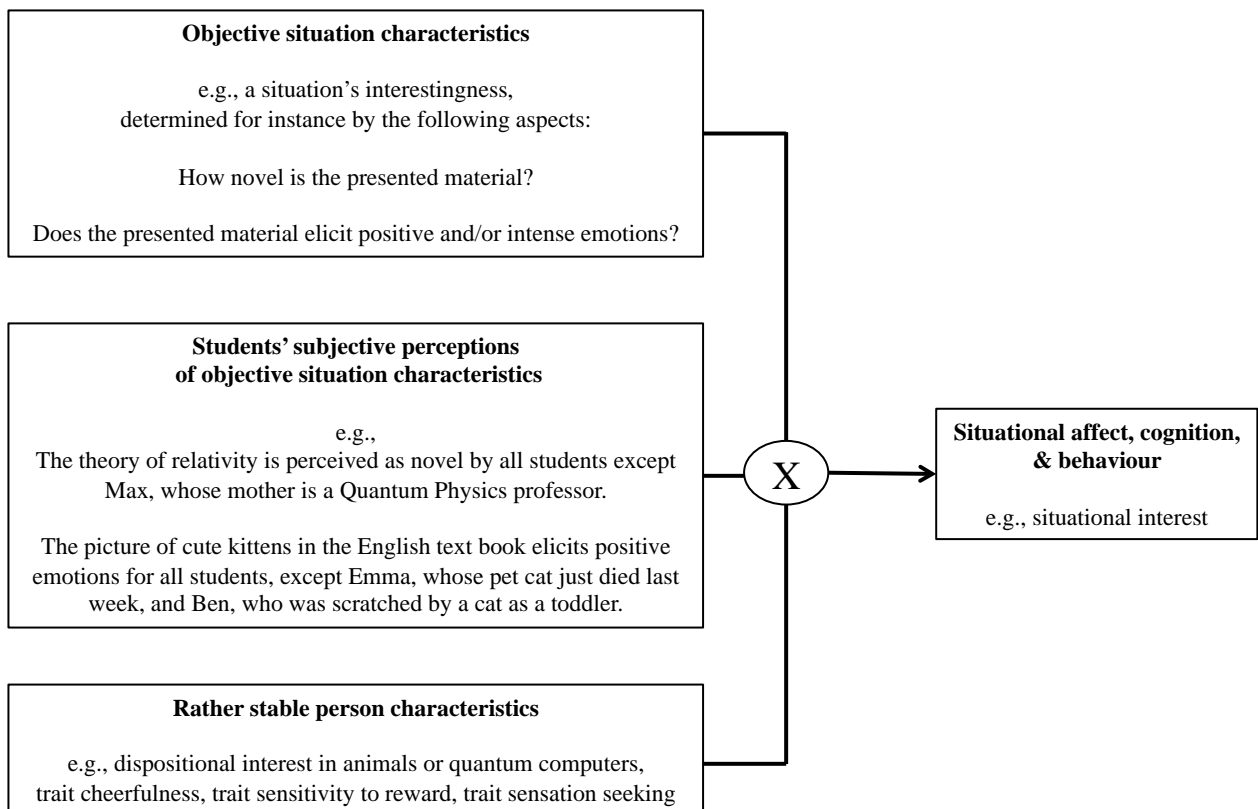 Objective situation characteristics
e.g., a situation’s interestingness,
determined for instance by the following aspects:
How novel is the presented material?
Does the presented material elicit positive and/or intense emotions?
Students’ subjective perceptions
of objective situation characteristics
e.g.,
The theory of relativity is perceived as novel by all students except
Max, whose mother is a Quantum Physics professor.
The picture of cute kittens in the English text book elicits positive
emotions for all students, except Emma, whose pet cat just died last
week, and Ben, who was scratched by a cat as a toddler.
Rather stable person characteristics
e.g., dispositional interest in animals or quantum computers,
trait cheerfulness, trait sensitivity to reward, trait sensation seeking
X
Situational affect, cognition,
& behaviour
e.g., situational interest